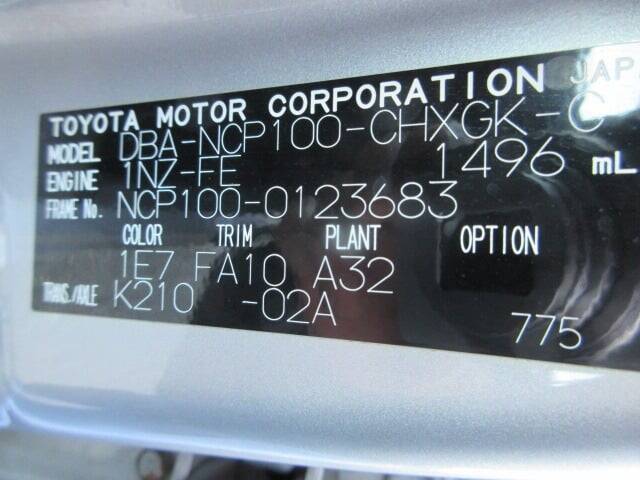 TOYOTA MOTOR CORPORATION JAP
MODEL DBA-NCP100-CHXGK-
ENGINE 1NZ-FE 1496 mL
FRAME No. NCP100-0123683
COLOR TRIM PLANT OPTION
1E7 FA10 A32
TRANS./AXLE K210 -02A
775